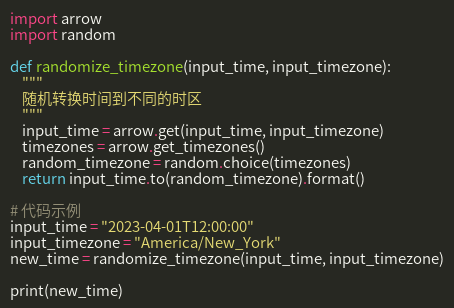 import arrow
import random

def randomize_timezone(input_time, input_timezone):
    """
    随机转换时间到不同的时区
    """
    input_time = arrow.get(input_time, input_timezone)
    timezones = arrow.get_timezones()
    random_timezone = random.choice(timezones)
    return input_time.to(random_timezone).format()

# 代码示例
input_time = "2023-04-01T12:00:00"
input_timezone = "America/New_York"
new_time = randomize_timezone(input_time, input_timezone)

print(new_time)